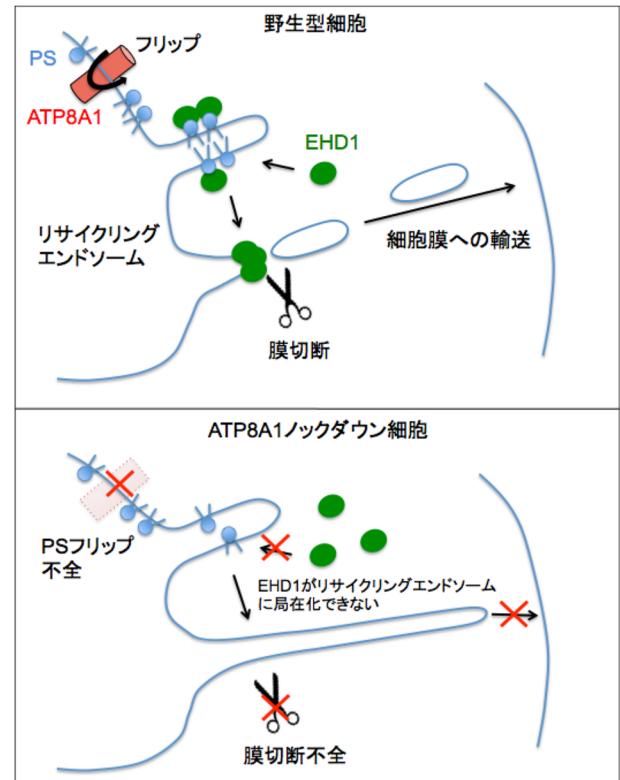 野生型細胞
フリップ
PS
ATP8A1
EHD1
リサイクリング
エンドソーム
細胞膜への輸送
膜切断
ATP8A1ノックダウン細胞
PSフリップ
不全
EHD1がリサイクリングエンドソーム
に局在化できない
膜切断不全